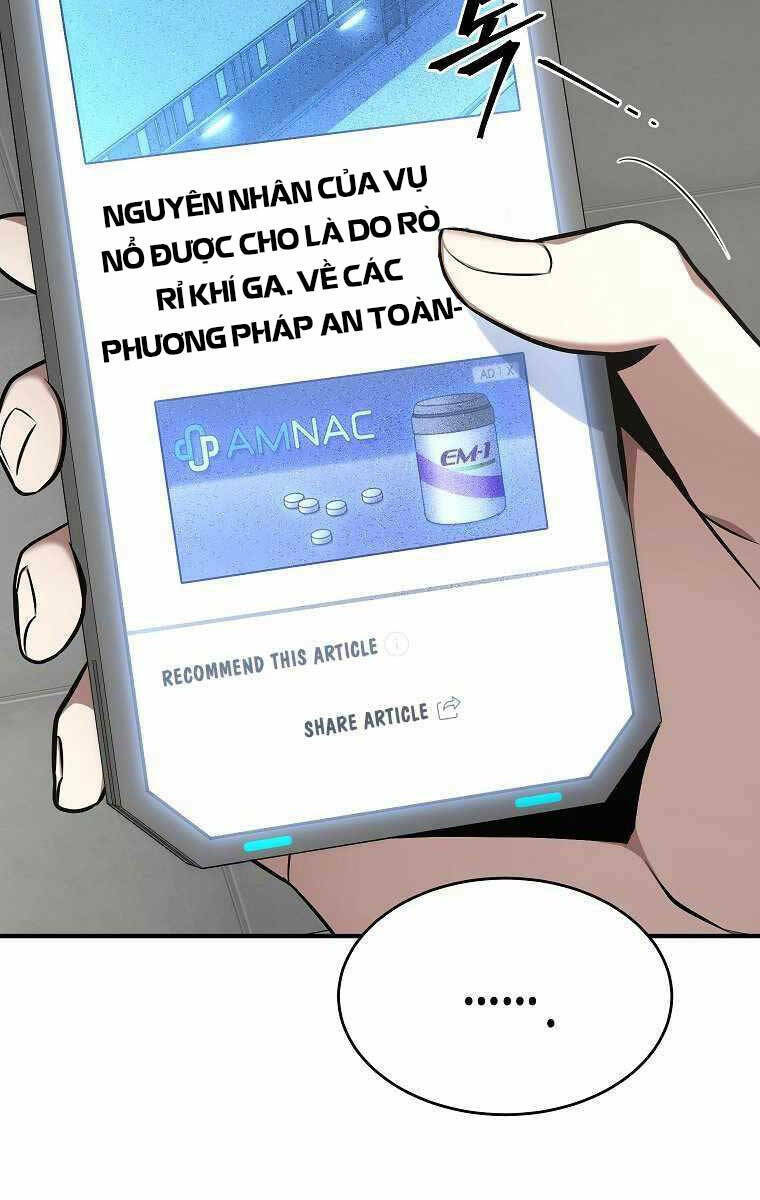 톡
NGUYÊN NHÂN CỦA VỤ
NỔ ĐƯỢC CHO LÀ DO RÒ
RỈ KHÍ GA. VỀ CÁC
PHƯƠNG PHÁP AN TOÀN-
AD | X
AMNAC
EM-1
RECOMMEND THIS ARTICLE
SHARE ARTICLE
.......